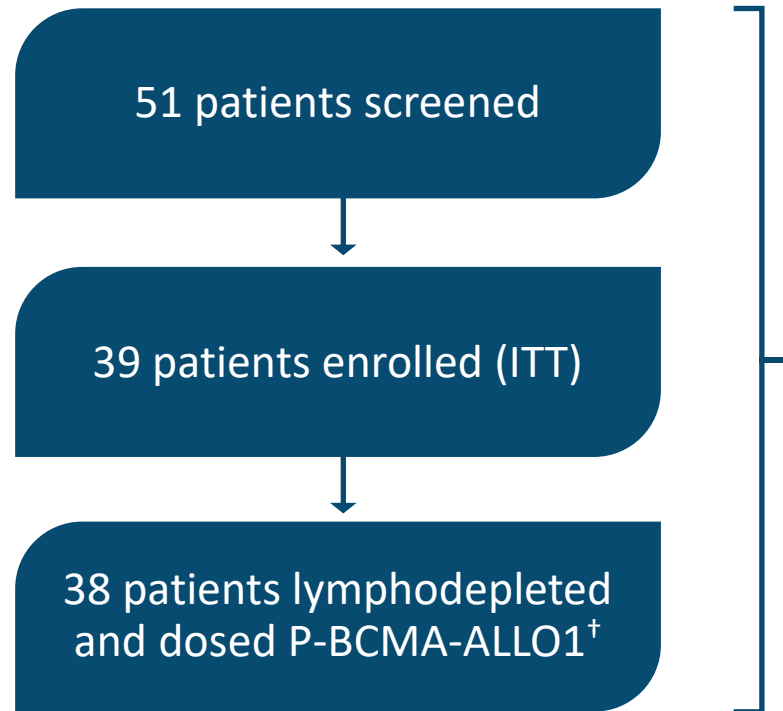 51 patients screened
39 patients enrolled (ITT)
38 patients lymphodepleted
and dosed P-BCMA-ALLO1†